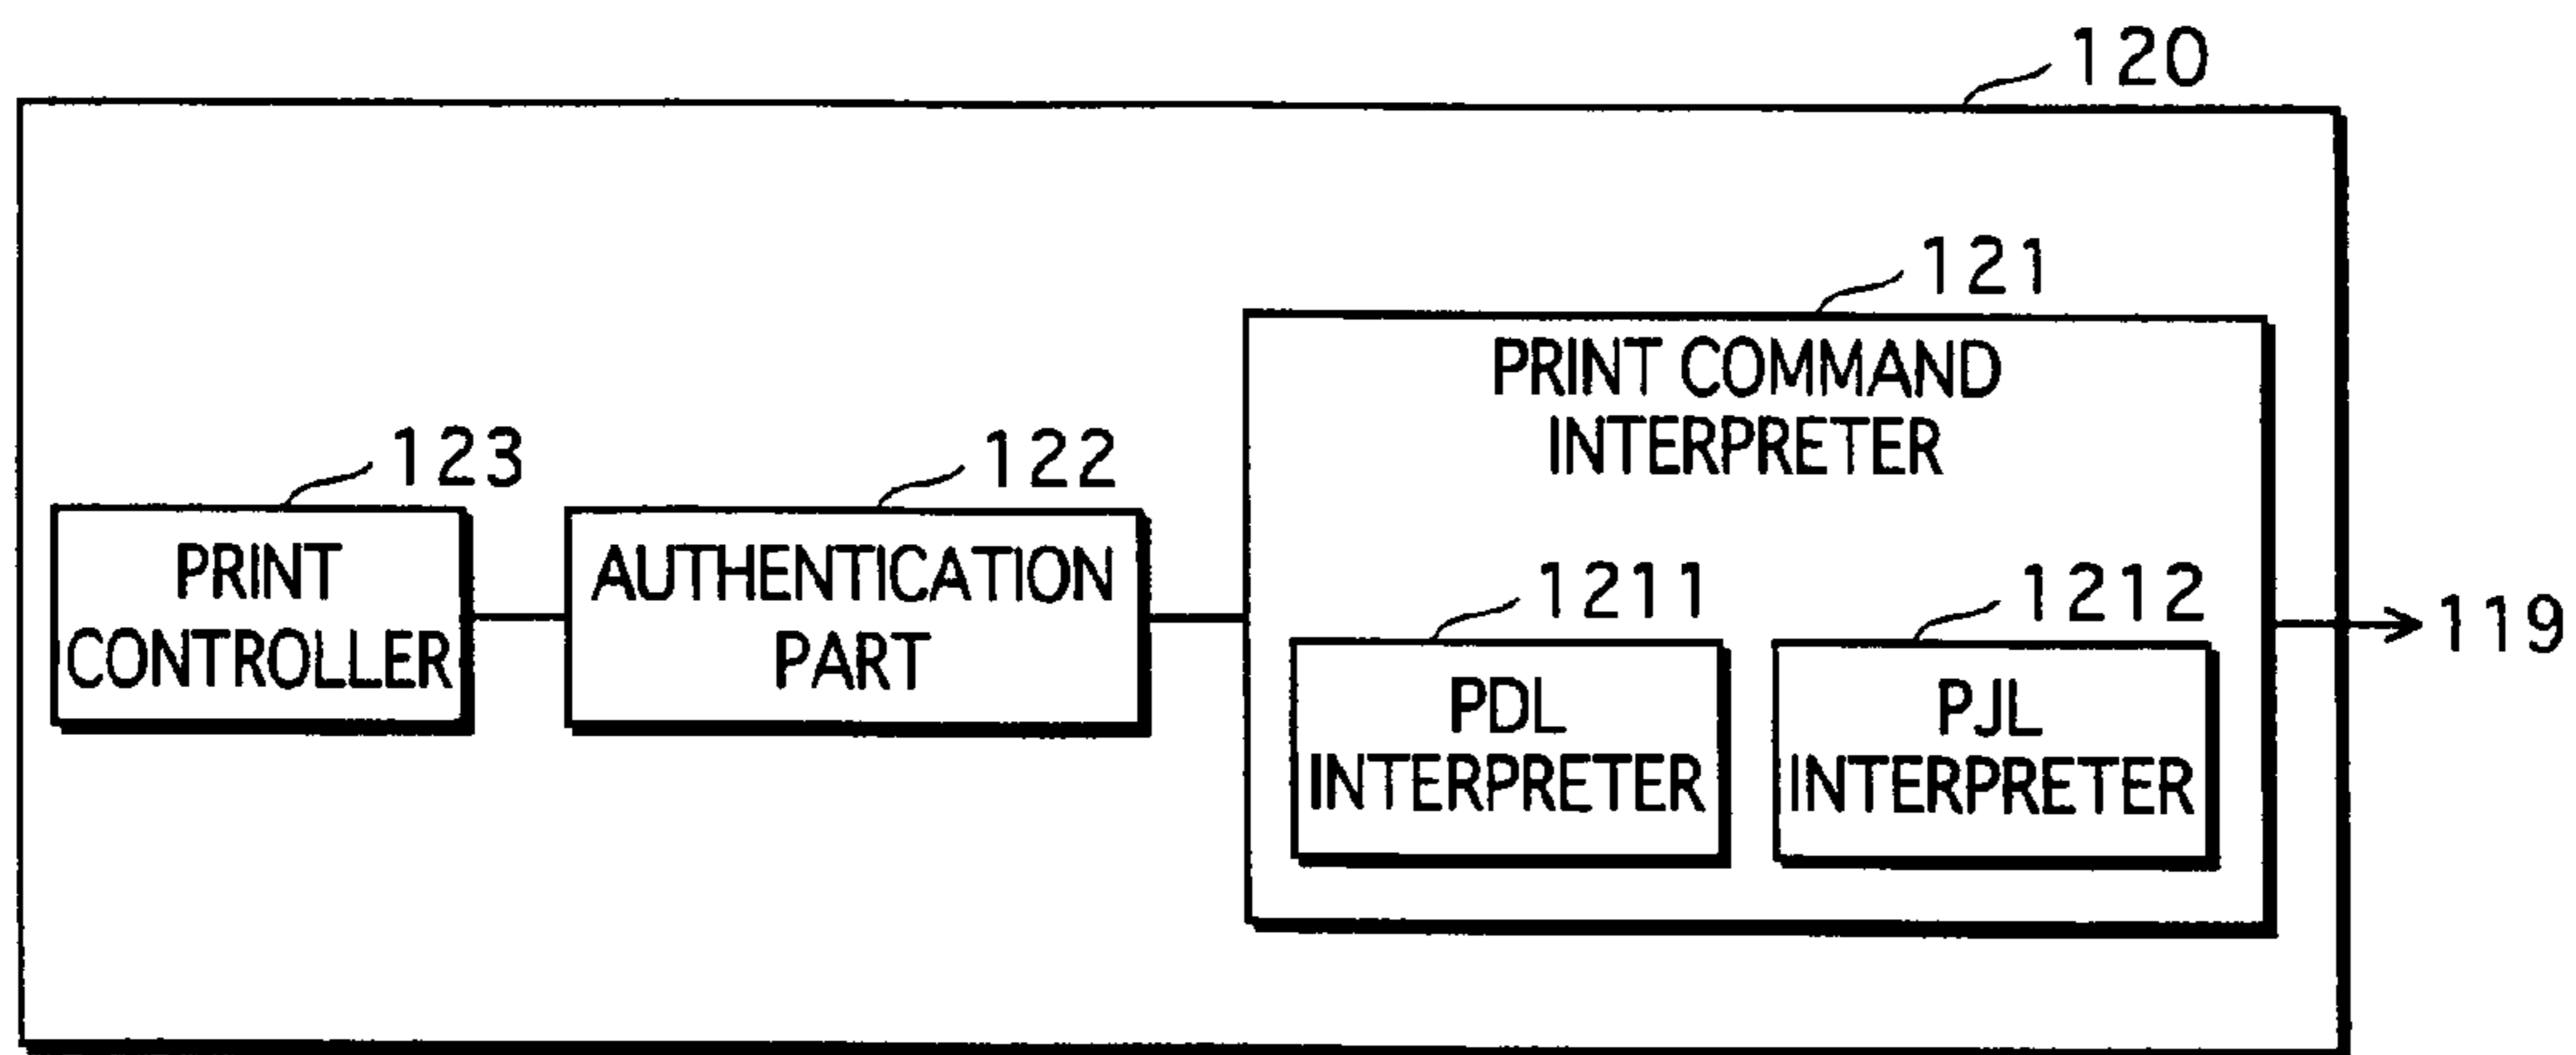 120
121
PRINT COMMAND
INTERPRETER
123
122
PRINT
CONTROLLER
AUTHENTICATION
PART
1211
1212
PDL
INTERPRETER
PJL
INTERPRETER
119